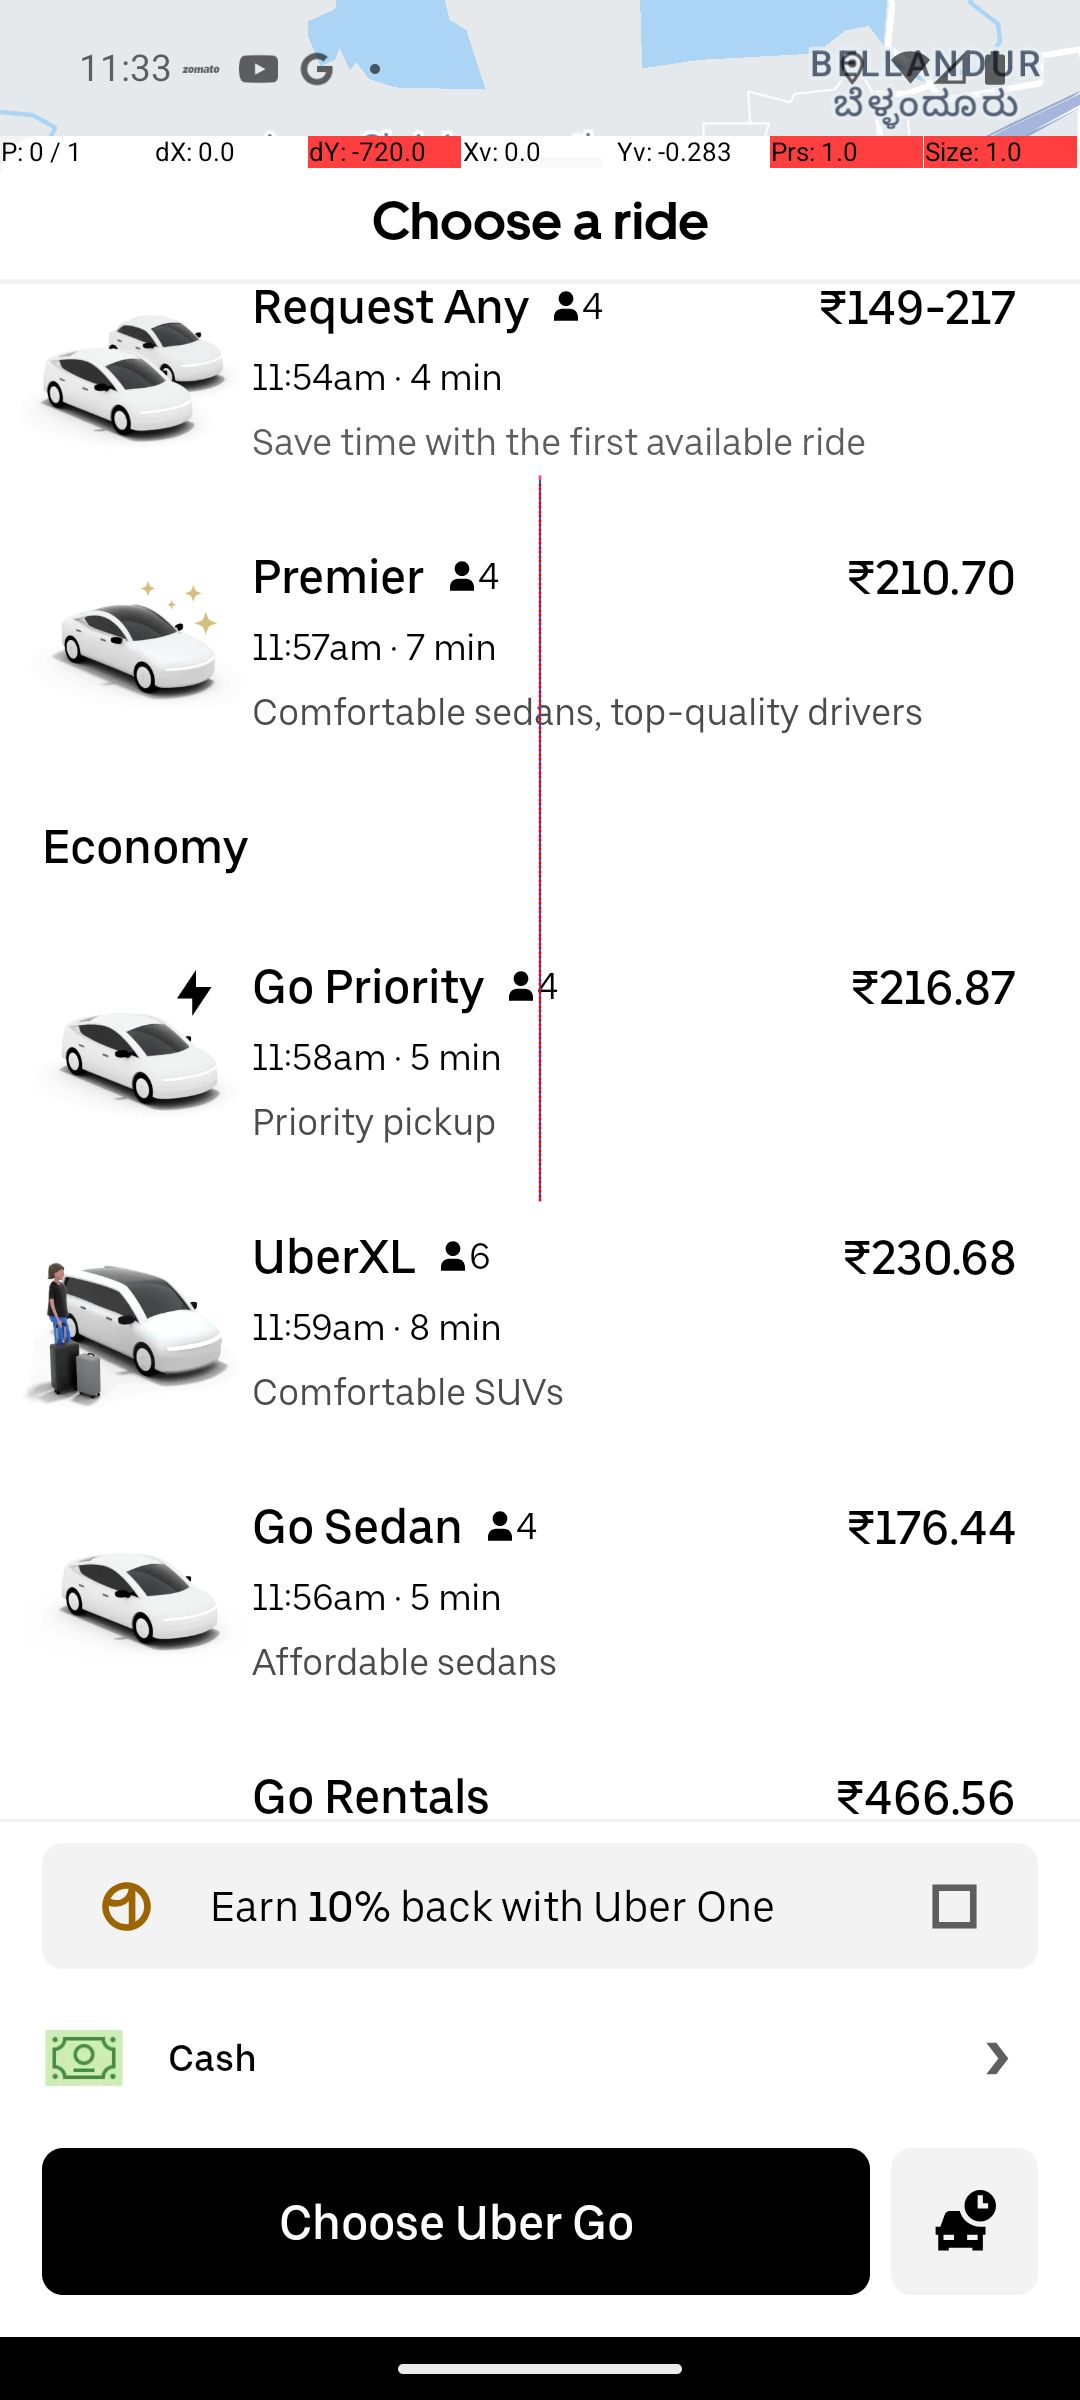 11:33 zomato G
BELLANDUR
ಬೆಳ್ಳಂದೂರು
P: 0 / 1 dX: 0.0 dY: -720.0 Xv: 0.0 Yv: -0.283 Prs: 1.0 Size: 1.0
Choose a ride
Request Any 4 ₹149-217
11:54am · 4 min
Save time with the first available ride
Premier 4 ₹210.70
11:57am · 7 min
Comfortable sedans, top-quality drivers
Economy
Go Priority 4 ₹216.87
11:58am · 5 min
Priority pickup
UberXL 6 ₹230.68
11:59am · 8 min
Comfortable SUVs
Go Sedan 4 ₹176.44
11:56am · 5 min
Affordable sedans
Go Rentals ₹466.56
Earn 10% back with Uber One
Cash
Choose Uber Go